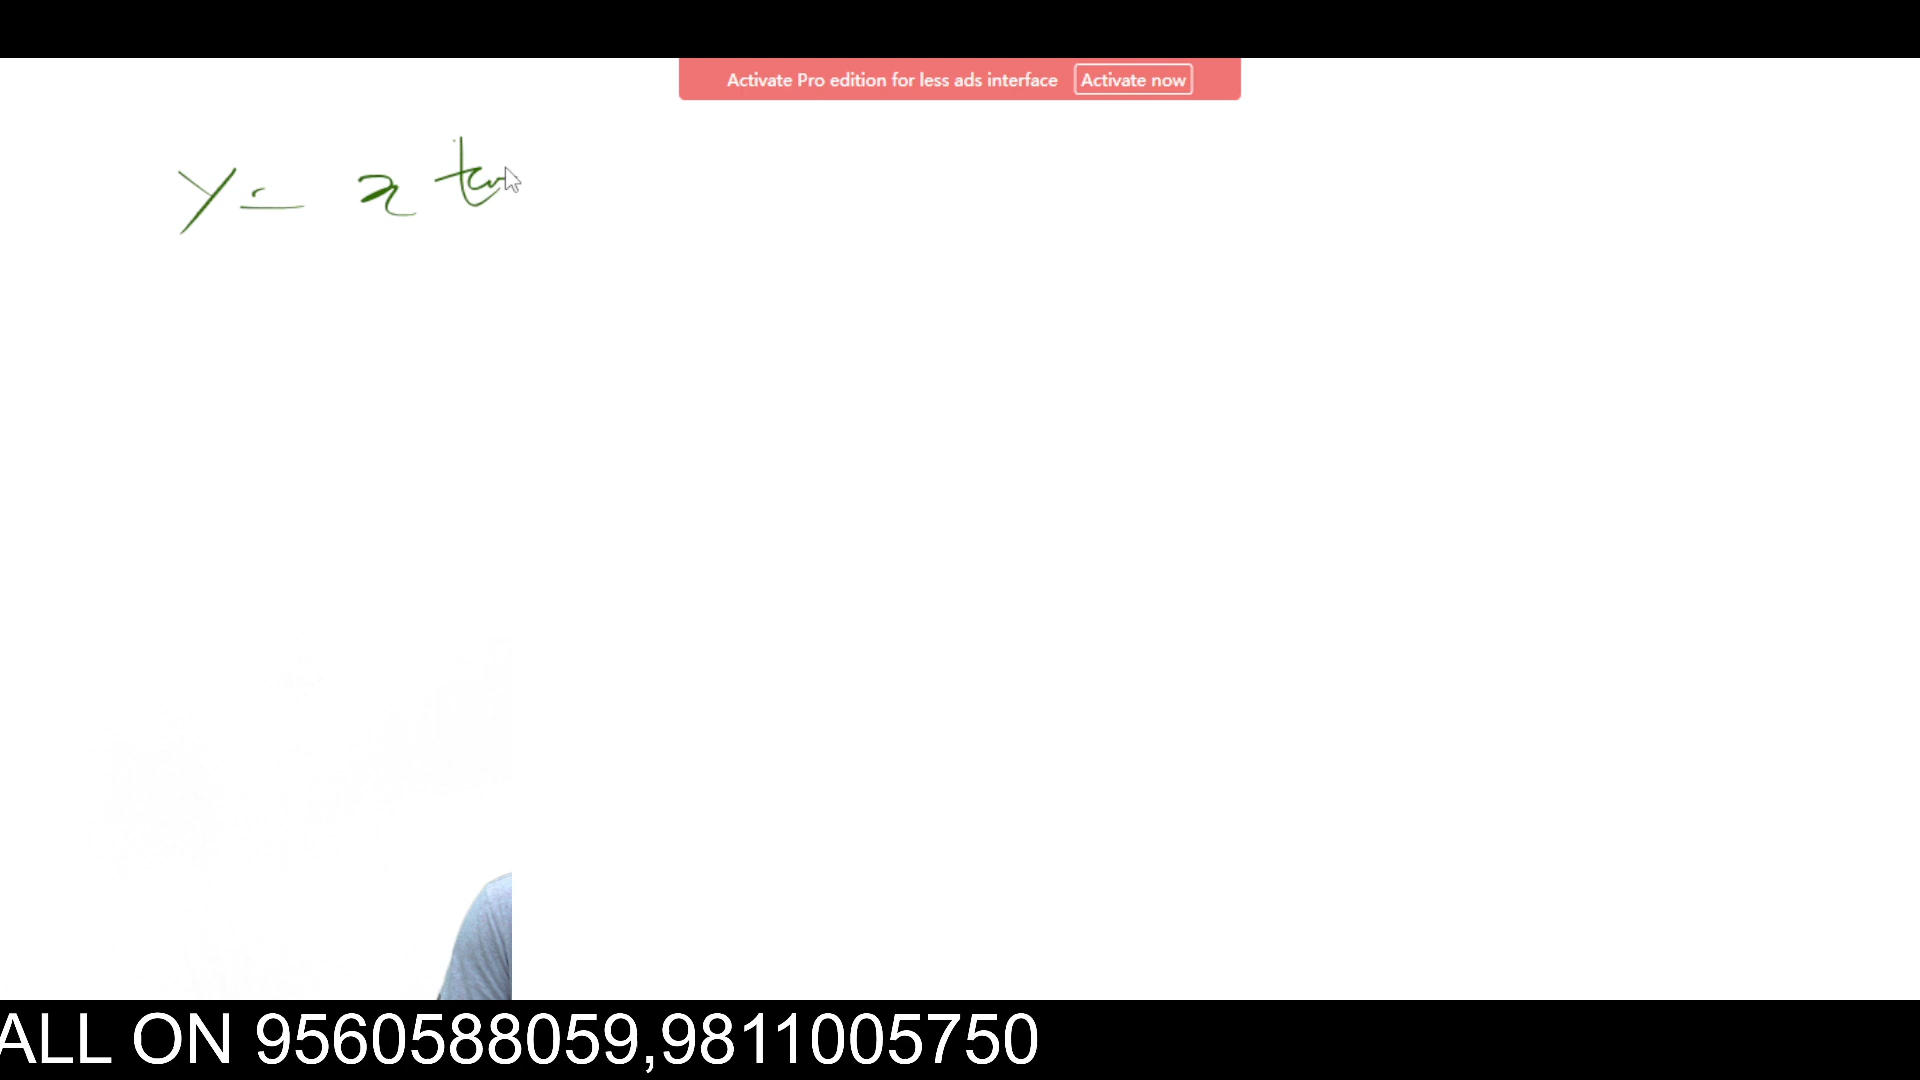 Activate Pro edition for less ads interface Activate now
y = x tan
ALL ON 9560588059,9811005750